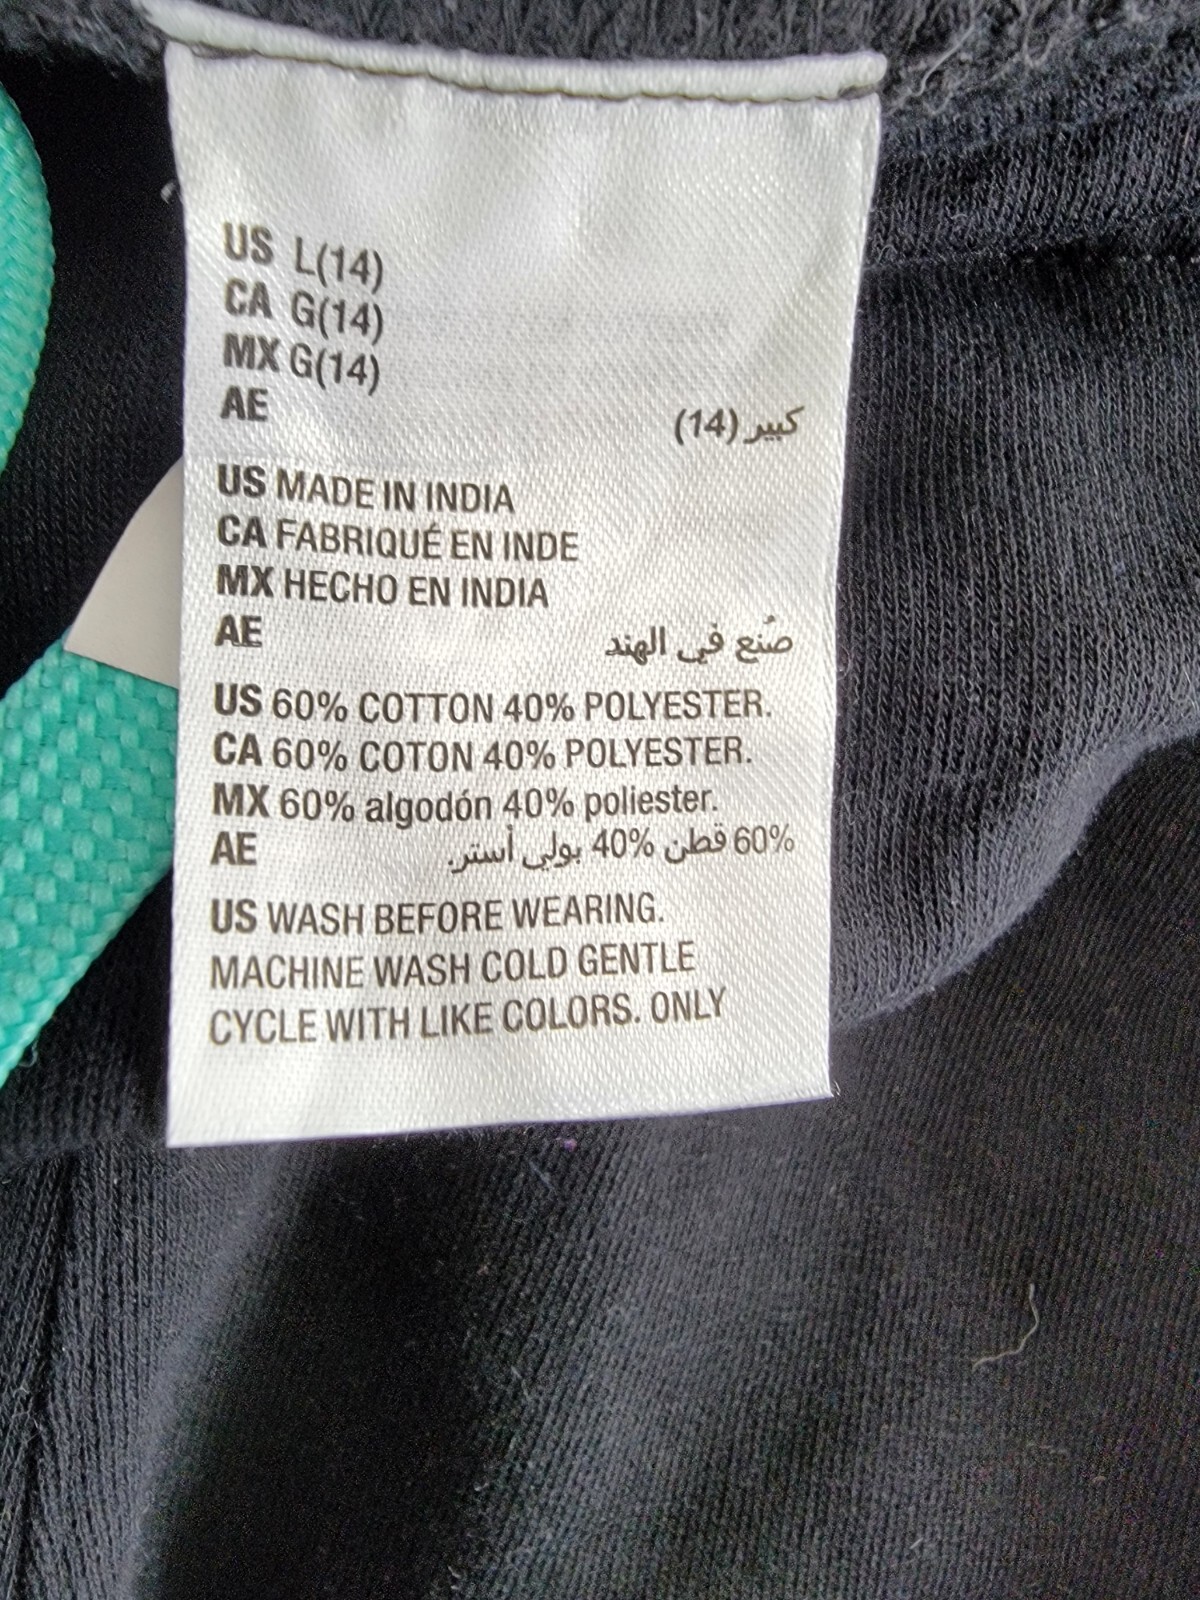 US L(14)
CA G(14)
MX G(14)
AE كبير (14)
US MADE IN INDIA
CA FABRIQUÉ EN INDE
MX HECHO EN INDIA
AE صُنع في الهند
US 60% COTTON 40% POLYESTER.
CA 60% COTON 40% POLYESTER.
MX 60% algodón 40% poliester.
AE 60% قطن 40% بولي أستر.
US WASH BEFORE WEARING.
MACHINE WASH COLD GENTLE
CYCLE WITH LIKE COLORS. ONLY